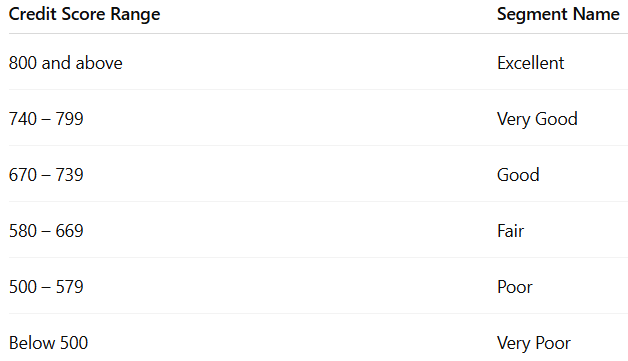 Credit Score Range Segment Name
800 and above Excellent
740 – 799 Very Good
670 – 739 Good
580 – 669 Fair
500 – 579 Poor
Below 500 Very Poor